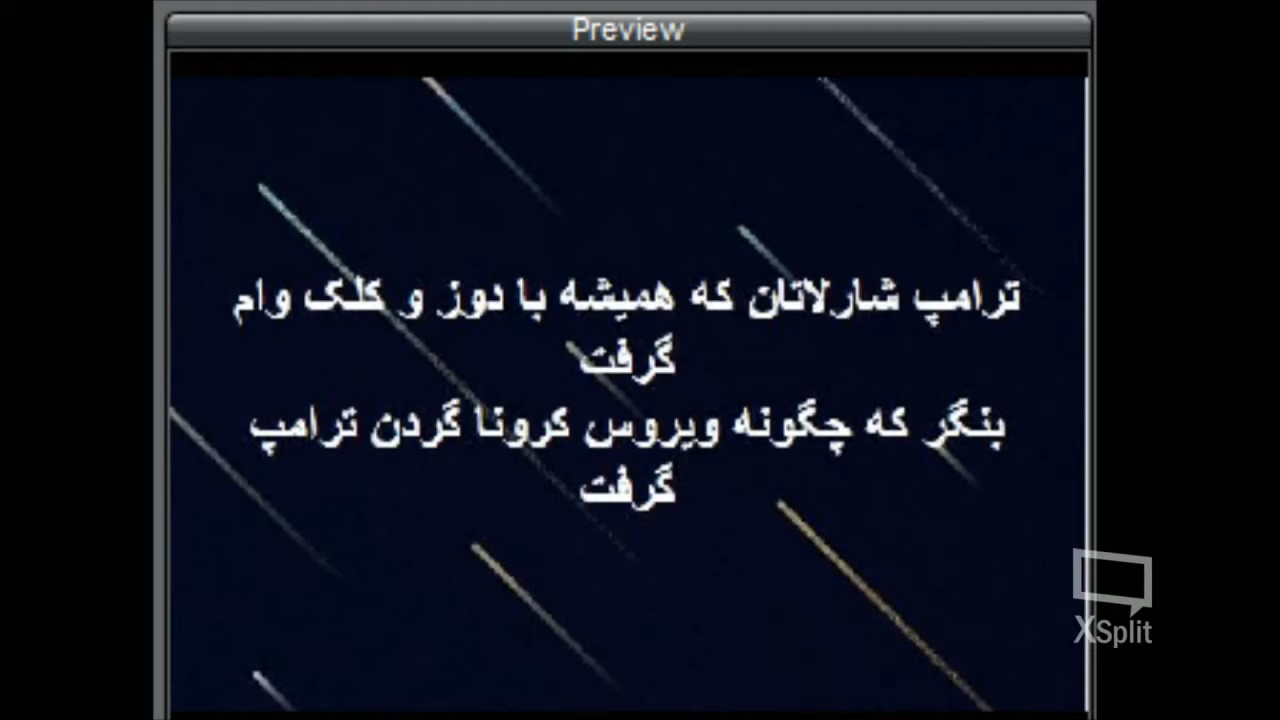 Preview
ترامپ شارلاتان که همیشه با دوز و کلک وام
گرفت
بنگر که چگونه ویروس کرونا گردن ترامپ
گرفت
XSplit